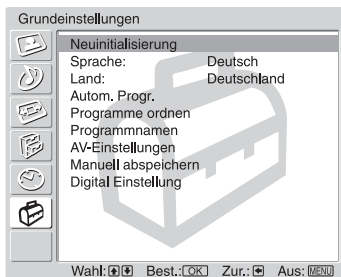 Grundeinstellungen
Neuinitialisierung
Sprache: Deutsch
Land: Deutschland
Autom. Progr.
Programme ordnen
Programmnamen
AV-Einstellungen
Manuell abspeichern
Digital Einstellung
Wahl: Best.: OK Zur.: Aus: MENU